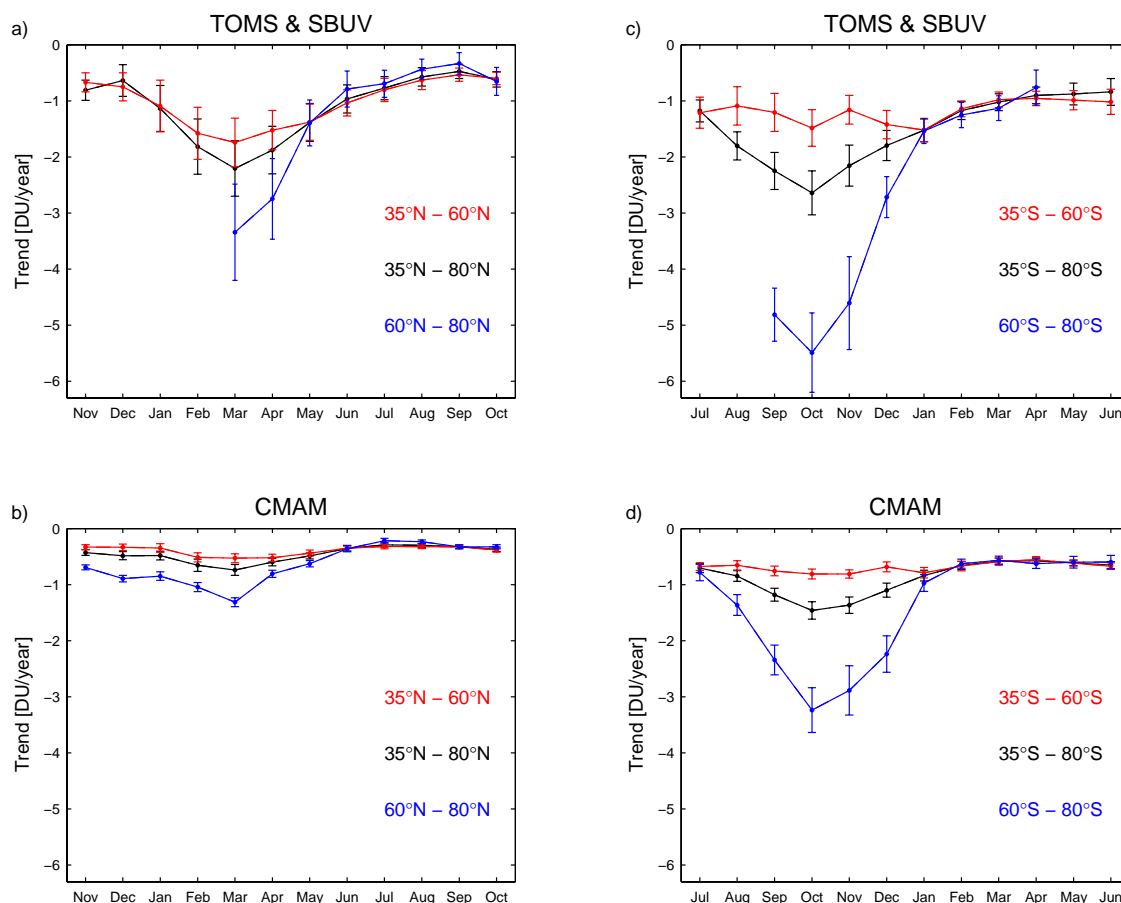 a)
TOMS & SBUV
Trend [DU/year]
0
−1
−2
−3
−4
−5
−6
35°N − 60°N
35°N − 80°N
60°N − 80°N
Nov Dec Jan Feb Mar Apr May Jun Jul Aug Sep Oct
c)
TOMS & SBUV
Trend [DU/year]
0
−1
−2
−3
−4
−5
−6
35°S − 60°S
35°S − 80°S
60°S − 80°S
Jul Aug Sep Oct Nov Dec Jan Feb Mar Apr May Jun
b)
CMAM
Trend [DU/year]
0
−1
−2
−3
−4
−5
−6
35°N − 60°N
35°N − 80°N
60°N − 80°N
Nov Dec Jan Feb Mar Apr May Jun Jul Aug Sep Oct
d)
CMAM
Trend [DU/year]
0
−1
−2
−3
−4
−5
−6
35°S − 60°S
35°S − 80°S
60°S − 80°S
Jul Aug Sep Oct Nov Dec Jan Feb Mar Apr May Jun